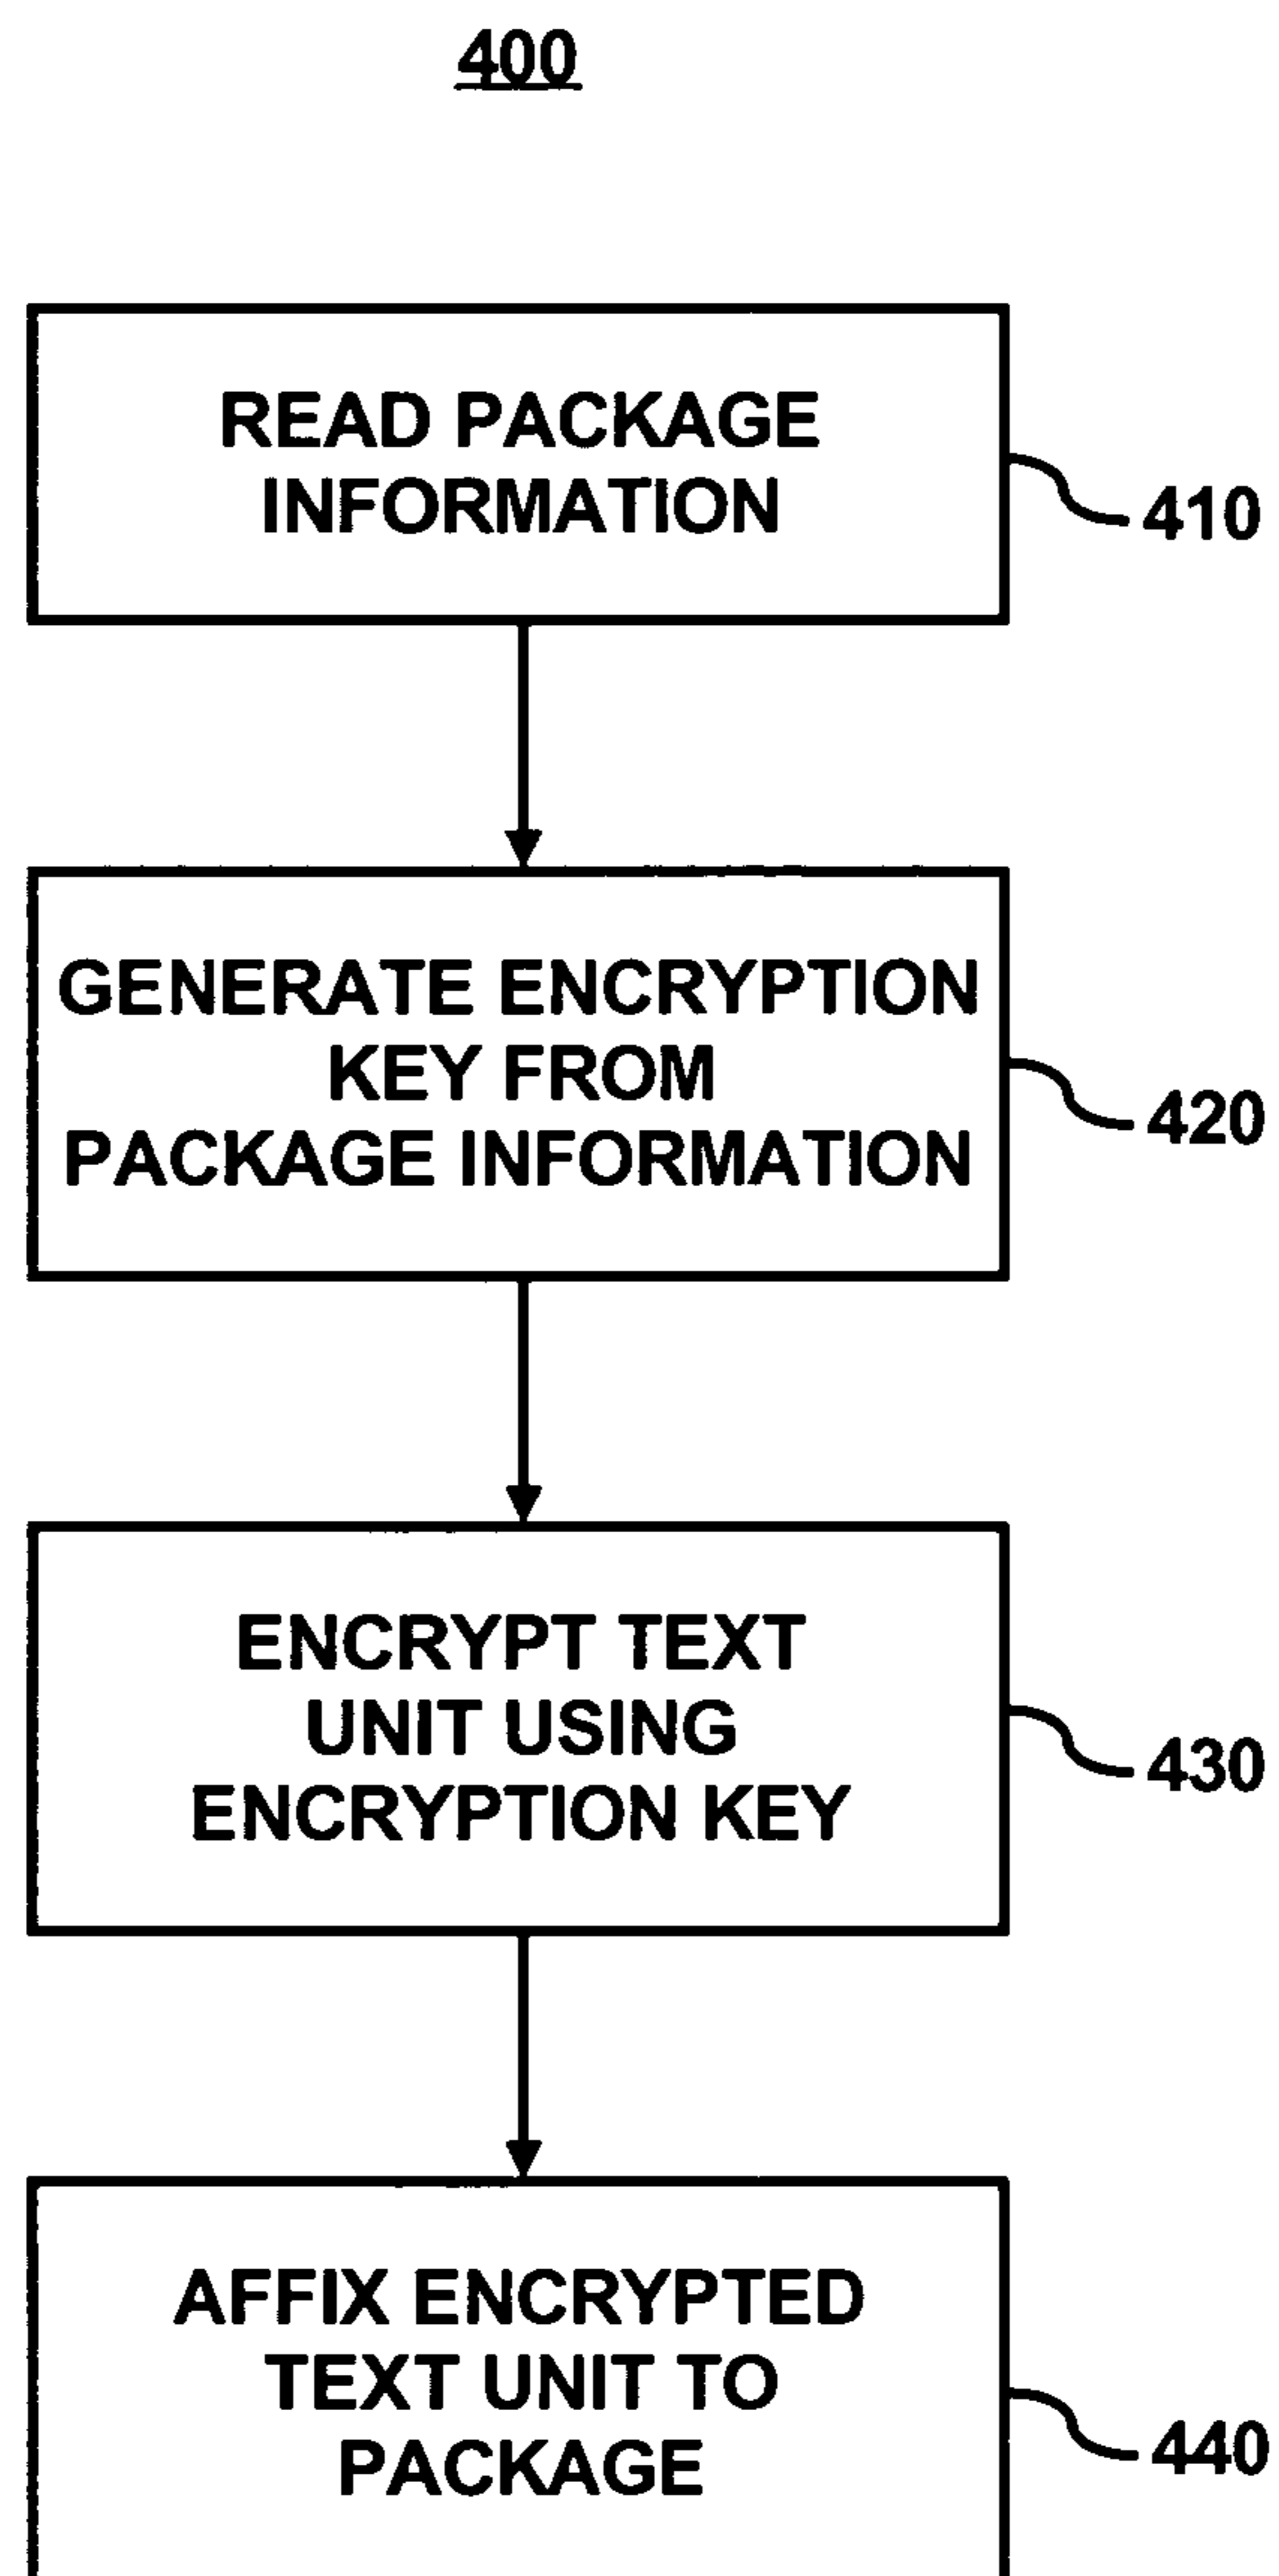 400
READ PACKAGE
INFORMATION
410
GENERATE ENCRYPTION
KEY FROM
PACKAGE INFORMATION
420
ENCRYPT TEXT
UNIT USING
ENCRYPTION KEY
430
AFFIX ENCRYPTED
TEXT UNIT TO
PACKAGE
440